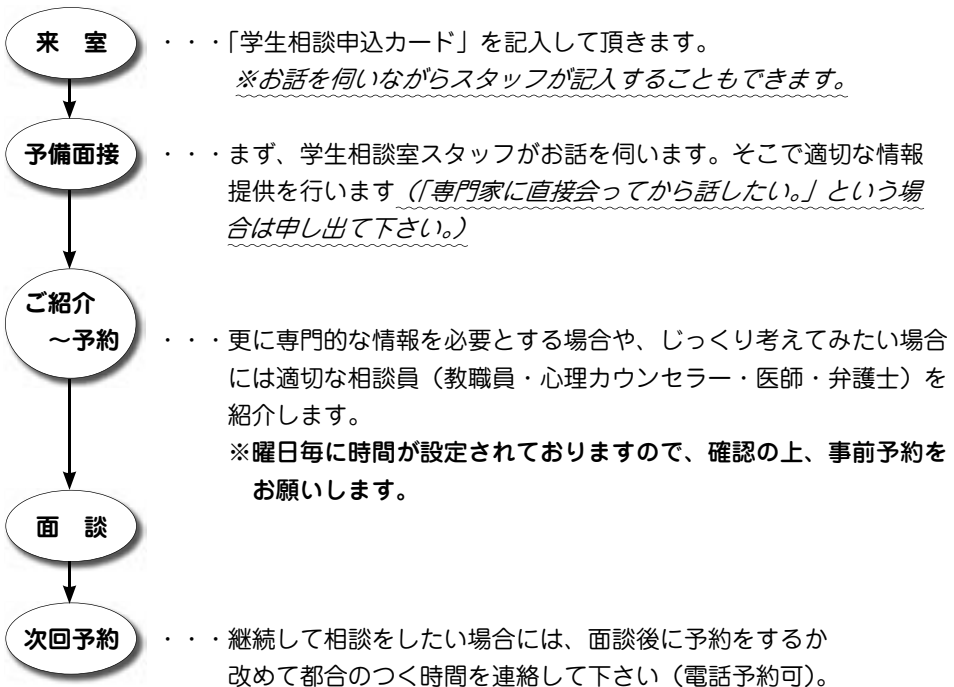 来　室　・・・「学生相談申込カード」を記入して頂きます。
※お話を伺いながらスタッフが記入することもできます。
予備面接　・・・まず、学生相談室スタッフがお話を伺います。そこで適切な情報
提供を行います（「専門家に直接会ってから話したい。」という場
合は申し出て下さい。）
ご紹介
～予約　・・・更に専門的な情報を必要とする場合や、じっくり考えてみたい場合
には適切な相談員（教職員・心理カウンセラー・医師・弁護士）を
紹介します。
※曜日毎に時間が設定されておりますので、確認の上、事前予約を
お願いします。
面　談
次回予約　・・・継続して相談をしたい場合には、面談後に予約をするか
改めて都合のつく時間を連絡して下さい（電話予約可）。